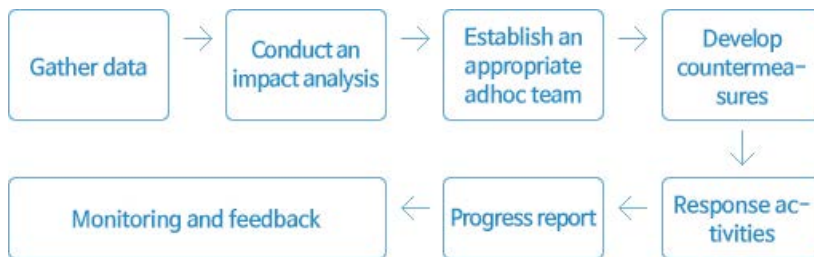 Gather data
Conduct an
impact analysis
Establish an
appropriate
adhoc team
Develop
countermea-
sures
Response ac-
tivities
Progress report
Monitoring and feedback